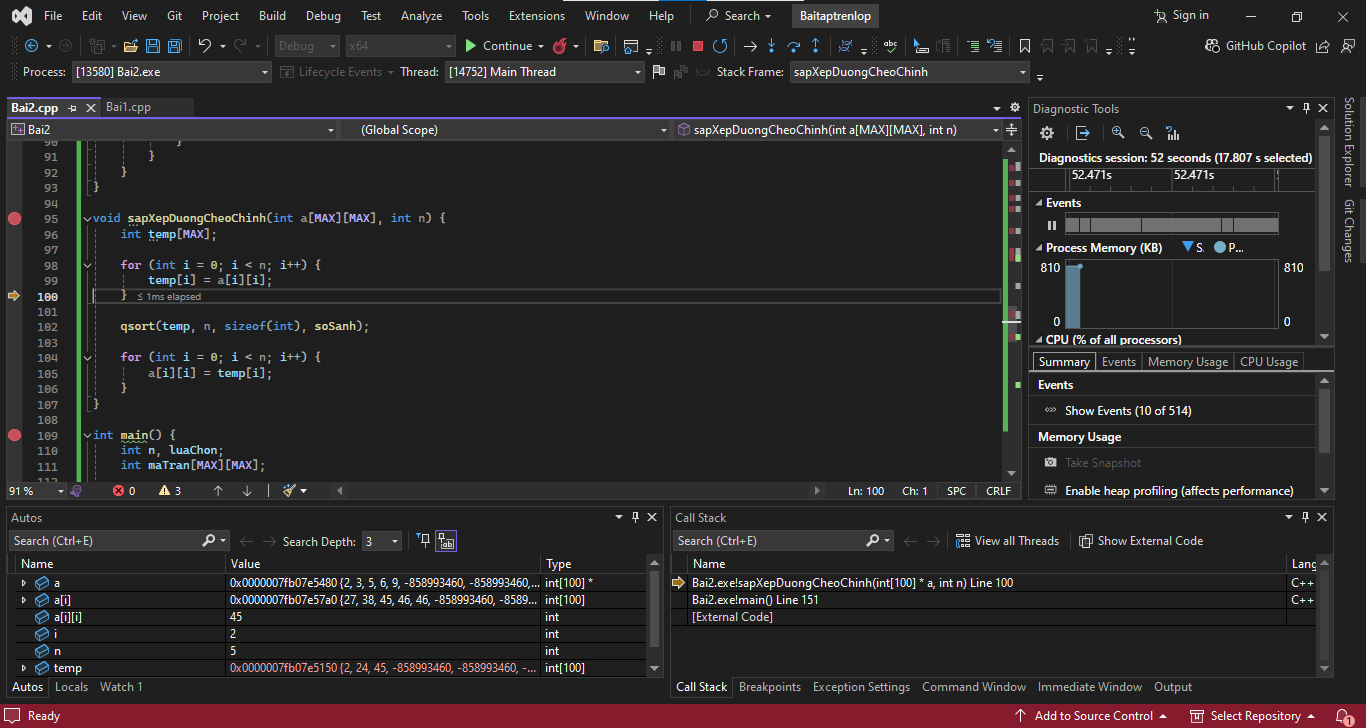 File Edit View Git Project Build Debug Test Analyze Tools Extensions Window Help Search Baitaptrenlop Sign in
Debug x64 Continue GitHub Copilot
Process: [13580] Bai2.exe Lifecycle Events Thread: [14752] Main Thread Stack Frame: sapXepDuongCheoChinh
Bai2.cpp Bai1.cpp
Bai2 (Global Scope) sapXepDuongCheoChinh(int a[MAX][MAX], int n)
90 }
91 }
92 }
93 }
94
95 void sapXepDuongCheoChinh(int a[MAX][MAX], int n) {
96 int temp[MAX];
97
98 for (int i = 0; i < n; i++) {
99 temp[i] = a[i][i];
100 } ≤ 1ms elapsed
101
102 qsort(temp, n, sizeof(int), soSanh);
103
104 for (int i = 0; i < n; i++) {
105 a[i][i] = temp[i];
106 }
107 }
108
109 int main() {
110 int n, luaChon;
111 int maTran[MAX][MAX];
112
91 % 0 3 Ln: 100 Ch: 1 SPC CRLF
Diagnostic Tools
Diagnostics session: 52 seconds (17.807 s selected)
52.471s 52.471s
Events
Process Memory (KB) S. P...
810 810
0 0
CPU (% of all processors)
Summary Events Memory Usage CPU Usage
Events
Show Events (10 of 514)
Memory Usage
Take Snapshot
Enable heap profiling (affects performance)
Solution Explorer
Git Changes
Autos
Search (Ctrl+E) Search Depth: 3
Name Value Type
a 0x0000007fb07e5480 {2, 3, 5, 6, 9, -858993460, -858993460,... int[100] *
a[i] 0x0000007fb07e57a0 {27, 38, 45, 46, 46, -858993460, -8589... int[100]
a[i][i] 45 int
i 2 int
n 5 int
temp 0x0000007fb07e5150 {2, 24, 45, -858993460, -858993460, -... int[100]
Autos Locals Watch 1
Call Stack
Search (Ctrl+E) View all Threads Show External Code
Name Lang
Bai2.exe!sapXepDuongCheoChinh(int[100] * a, int n) Line 100 C++
Bai2.exe!main() Line 151 C++
[External Code]
Call Stack Breakpoints Exception Settings Command Window Immediate Window Output
Ready Add to Source Control Select Repository 1